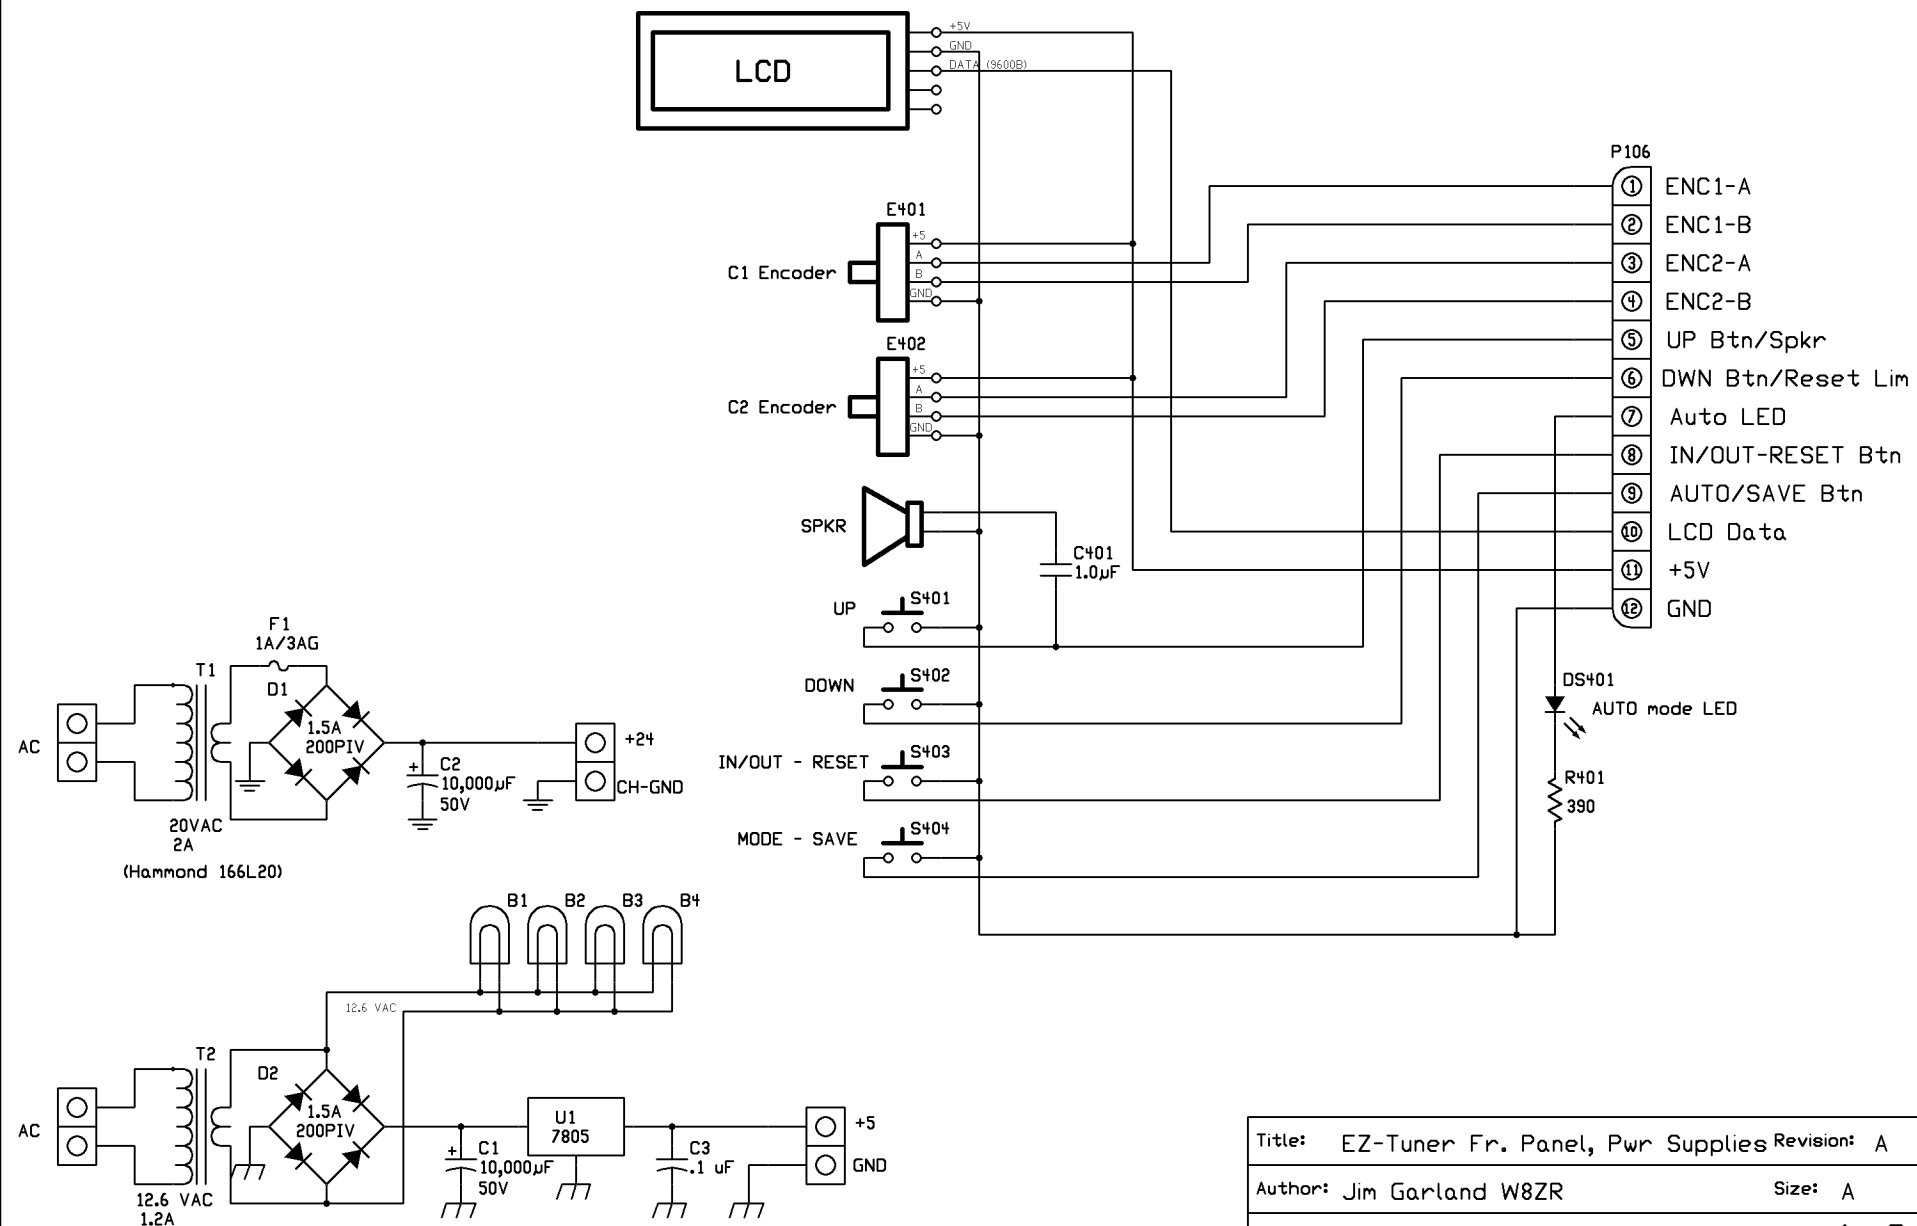 LCD
+5V
GND
DATA (9600B)
P106
1 ENC1-A
2 ENC1-B
3 ENC2-A
4 ENC2-B
5 UP Btn/Spkr
6 DWN Btn/Reset Lim
7 Auto LED
8 IN/OUT-RESET Btn
9 AUTO/SAVE Btn
10 LCD Data
11 +5V
12 GND
E401
C1 Encoder
+5
A
B
GND
E402
C2 Encoder
+5
A
B
GND
SPKR
C401
1.0µF
UP
S401
DOWN
S402
IN/OUT - RESET
S403
MODE - SAVE
S404
DS401
AUTO mode LED
R401
390
F1
1A/3AG
T1
D1
1.5A
200PIV
AC
+24
C2
+
10,000µF
50V
CH-GND
20VAC
2A
(Hammond 166L20)
B1
B2
B3
B4
12.6 VAC
T2
D2
1.5A
200PIV
AC
U1
7805
+5
C1
+
10,000µF
50V
C3
.1 uF
GND
12.6 VAC
1.2A
Title: EZ-Tuner Fr. Panel, Pwr Supplies Revision: A
Author: Jim Garland W8ZR Size: A